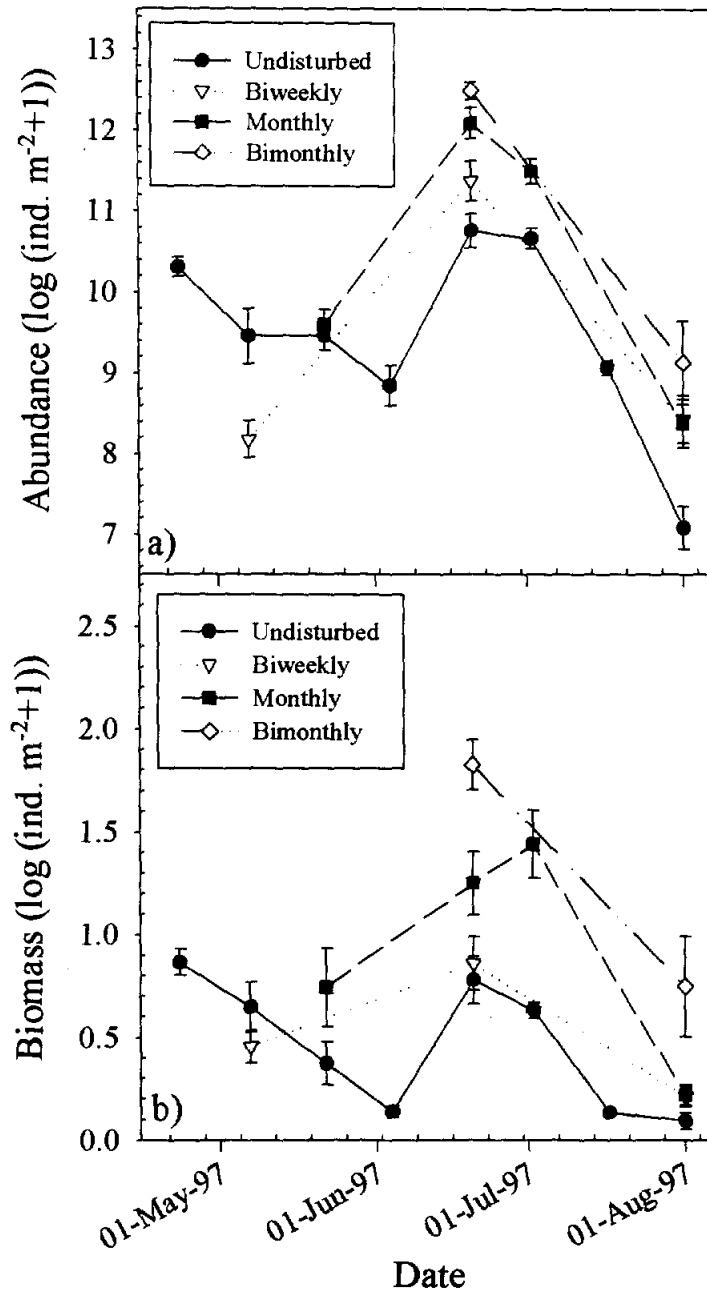 13
12
11
10
9
8
7
Abundance (log (ind. m⁻²+1))
Undisturbed
Biweekly
Monthly
Bimonthly
a)
2.5
2.0
1.5
1.0
0.5
0.0
Biomass (log (ind. m⁻²+1))
Undisturbed
Biweekly
Monthly
Bimonthly
b)
01-May-97
01-Jun-97
01-Jul-97
01-Aug-97
Date